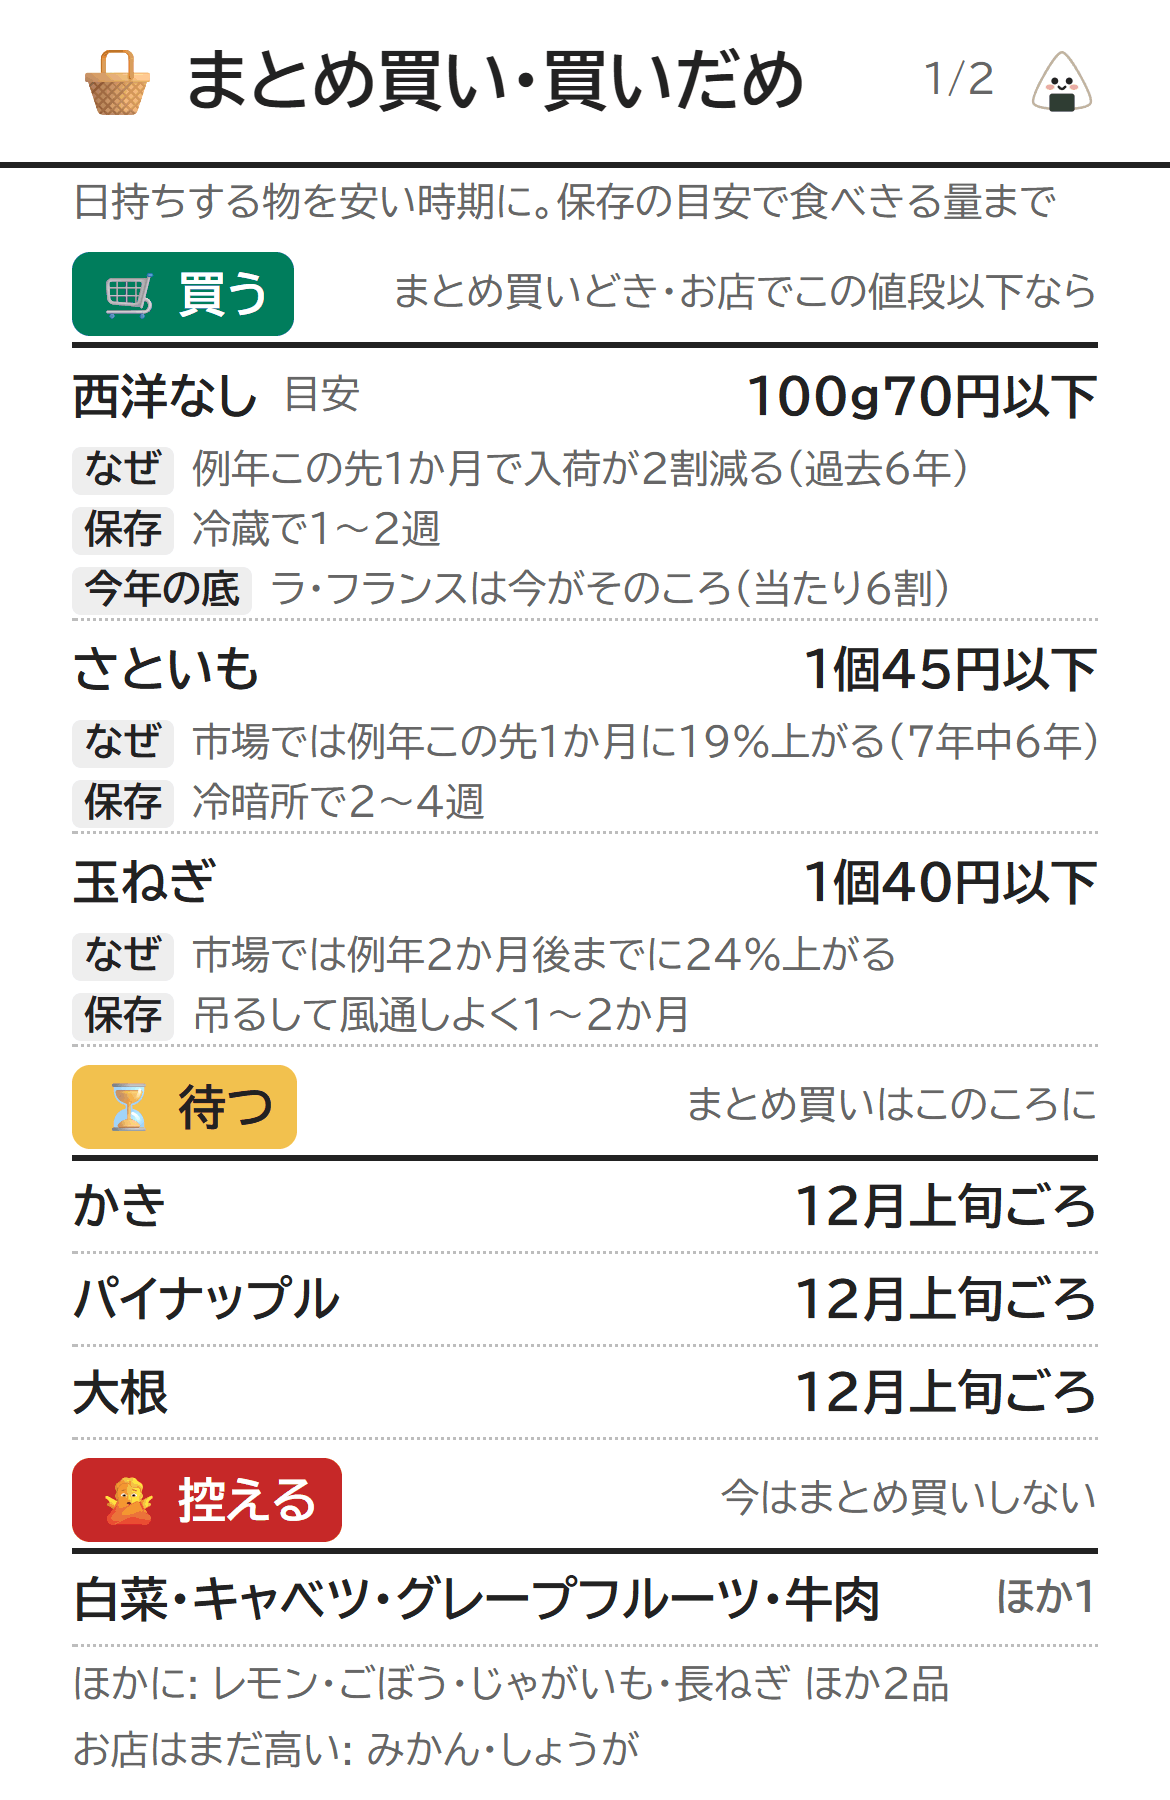 まとめ買い・買いだめ 1/2
日持ちする物を安い時期に。保存の目安で食べきる量まで
買う まとめ買いどき・お店でこの値段以下なら
西洋なし 目安 100g70円以下
なぜ 例年この先1か月で入荷が2割減る（過去6年）
保存 冷蔵で1～2週
今年の底 ラ・フランスは今がそのころ（当たり6割）
さといも 1個45円以下
なぜ 市場では例年この先1か月に19%上がる（7年中6年）
保存 冷暗所で2～4週
玉ねぎ 1個40円以下
なぜ 市場では例年2か月後までに24%上がる
保存 吊るして風通しよく1～2か月
待つ まとめ買いはこのころに
かき 12月上旬ごろ
パイナップル 12月上旬ごろ
大根 12月上旬ごろ
控える 今はまとめ買いしない
白菜・キャベツ・グレープフルーツ・牛肉 ほか1
ほかに: レモン・ごぼう・じゃがいも・長ねぎ ほか2品
お店はまだ高い: みかん・しょうが